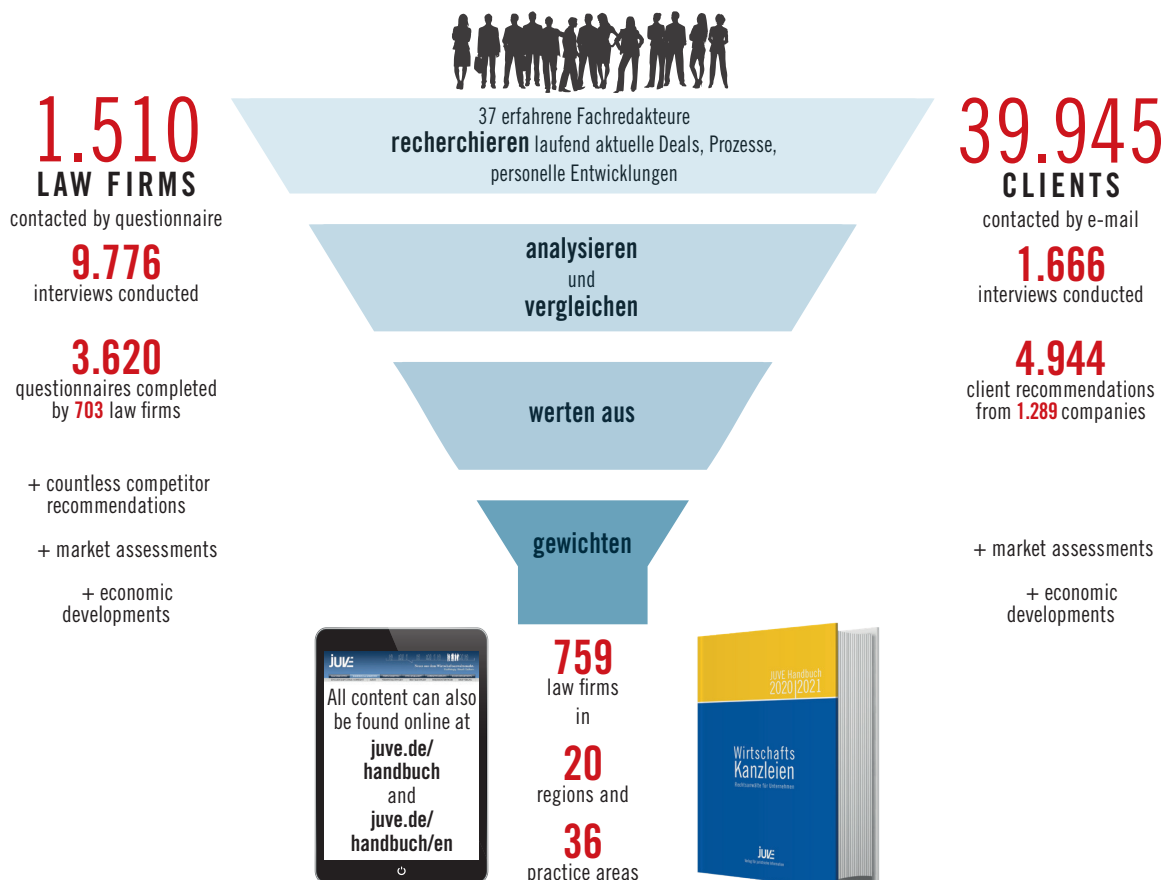 1.510
LAW FIRMS
contacted by questionnaire
9.776
interviews conducted
3.620
questionnaires completed
by 703 law firms
+ countless competitor
recommendations
+ market assessments
+ economic
developments
37 erfahrene Fachredakteure
recherchieren laufend aktuelle Deals, Prozesse,
personelle Entwicklungen
analysieren
und
vergleichen
werten aus
gewichten
39.945
CLIENTS
contacted by e-mail
1.666
interviews conducted
4.944
client recommendations
from 1.289 companies
+ market assessments
+ economic
developments
JUVE
All content can also
be found online at
juve.de/
handbuch
and
juve.de/
handbuch/en
759
law firms
in
20
regions and
36
practice areas
JUVE Handbuch
2020|2021
Wirtschafts
Kanzleien
Rechtsanwälte für Unternehmen
JUVE